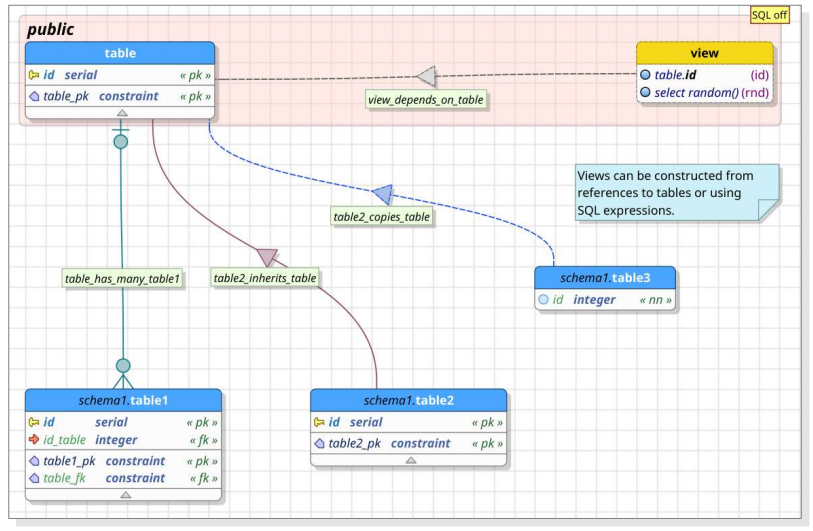 SQL off
public
table
id serial « pk »
table_pk constraint « pk »
view
table.id (id)
select random() (rnd)
view_depends_on_table
Views can be constructed from
references to tables or using
SQL expressions.
table2_copies_table
table_has_many_table1
table2_inherits_table
schema1.table3
id integer « nn »
schema1.table1
id serial « pk »
id_table integer « fk »
table1_pk constraint « pk »
table_fk constraint « fk »
schema1.table2
id serial « pk »
table2_pk constraint « pk »